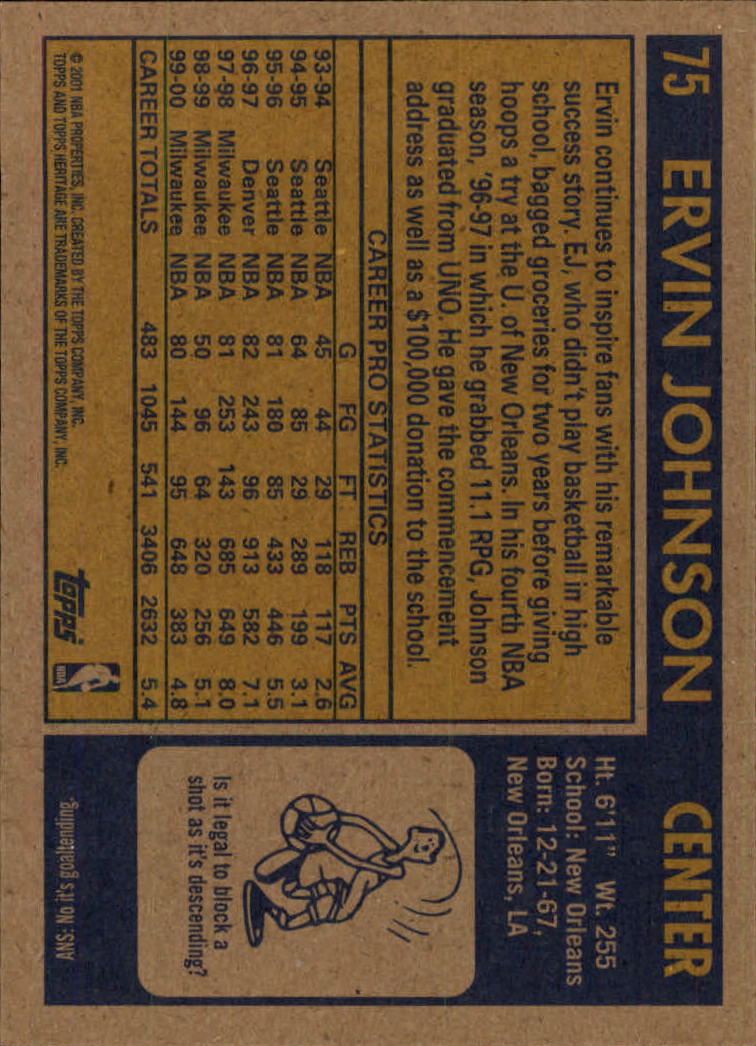 75 ERVIN JOHNSON CENTER
Ervin continues to inspire fans with his remarkable
success story. EJ, who didn't play basketball in high
school, bagged groceries for two years before giving
hoops a try at the U. of New Orleans. In his fourth NBA
season, '96-97 in which he grabbed 11.1 RPG, Johnson
graduated from UNO. He gave the commencement
address as well as a $100,000 donation to the school.
CAREER PRO STATISTICS
G FG FT REB PTS AVG
93-94 Seattle NBA 45 44 29 118 117 2.6
94-95 Seattle NBA 64 85 29 289 199 3.1
95-96 Seattle NBA 81 180 85 433 446 5.5
96-97 Denver NBA 82 243 96 913 582 7.1
97-98 Milwaukee NBA 81 253 143 685 649 8.0
98-99 Milwaukee NBA 50 96 64 320 256 5.1
99-00 Milwaukee NBA 80 144 95 648 383 4.8
CAREER TOTALS 483 1045 541 3406 2632 5.4
© 2001 NBA PROPERTIES, INC. CREATED BY THE TOPPS COMPANY, INC.
TOPPS AND TOPPS HERITAGE ARE TRADEMARKS OF THE TOPPS COMPANY, INC.
topps
NBA
Ht. 6'11" Wt. 255
School: New Orleans
Born: 12-21-67,
New Orleans, LA
Is it legal to block a
shot as it's descending?
ANS: No it's goaltending.